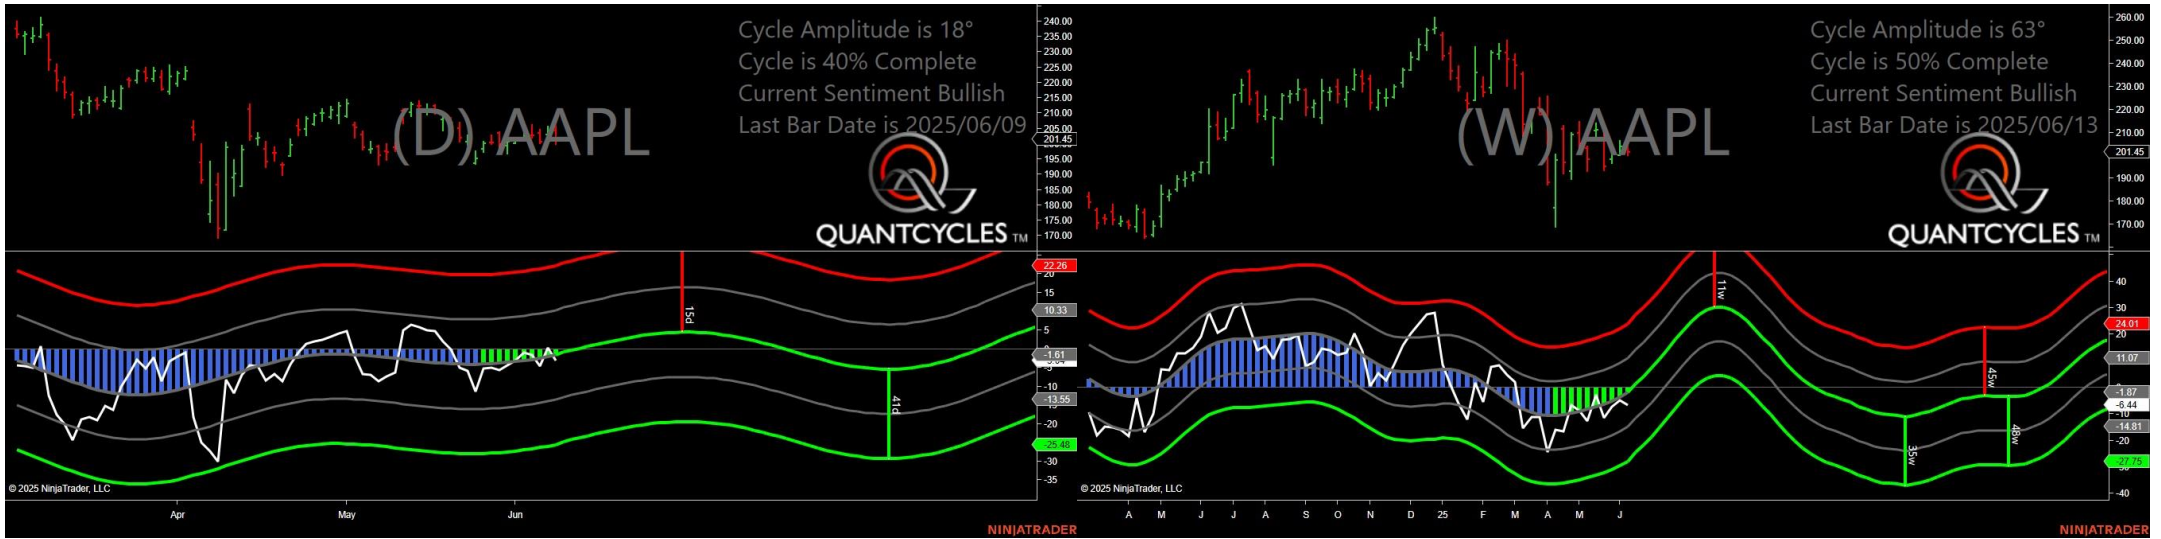 Cycle Amplitude is 18°
Cycle is 40% Complete
Current Sentiment Bullish
Last Bar Date is 2025/06/09
(D) AAPL
QUANTCYCLES TM
240.00
235.00
230.00
225.00
220.00
215.00
210.00
205.00
201.45
195.00
190.00
185.00
180.00
175.00
170.00
22.26
20
15
10.33
5
-1.61
-10
-13.55
-20
-25.48
-30
-35
15d
41d
© 2025 NinjaTrader, LLC
Apr
May
Jun
NINJATRADER
Cycle Amplitude is 63°
Cycle is 50% Complete
Current Sentiment Bullish
Last Bar Date is 2025/06/13
(W) AAPL
QUANTCYCLES TM
260.00
250.00
240.00
230.00
220.00
210.00
201.45
190.00
180.00
170.00
40
30
24.01
20
11.07
-1.87
-6.44
-10
-14.81
-20
-27.75
-40
11w
45w
35w
48w
© 2025 NinjaTrader, LLC
A M J J A S O N D 25 F M A M J
NINJATRADER